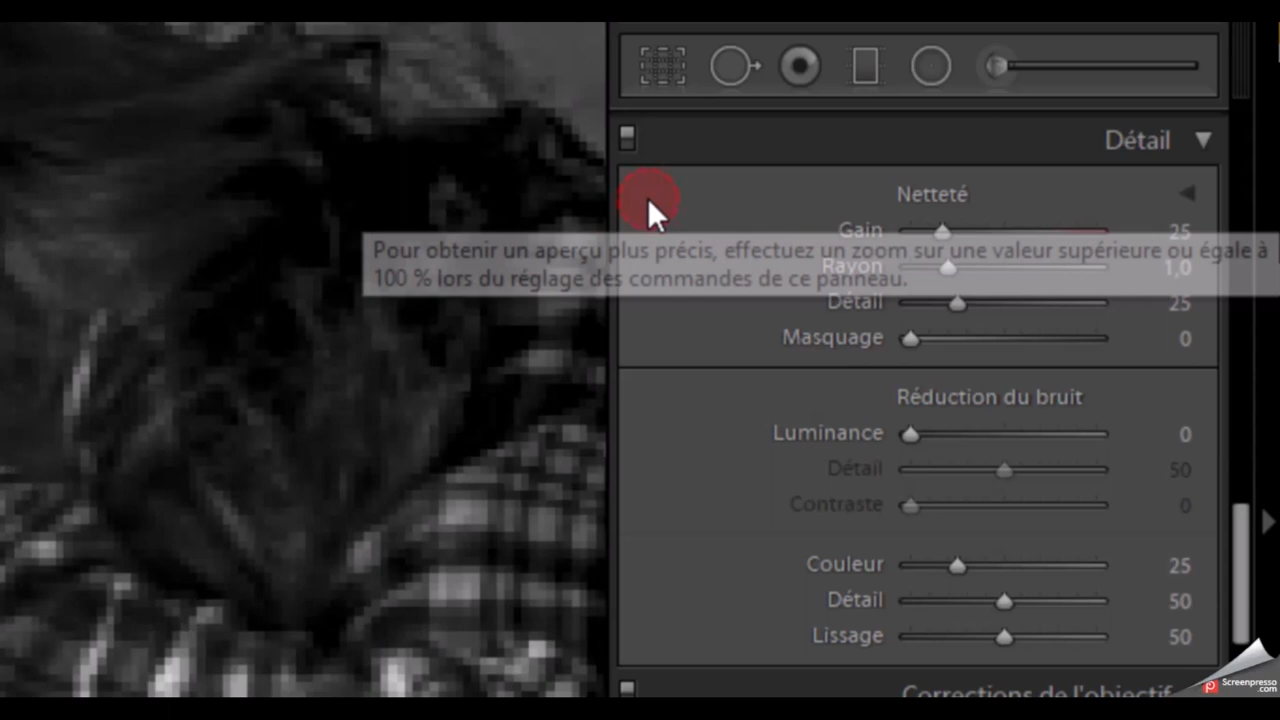 Détail
Netteté
Gain 25
Pour obtenir un aperçu plus précis, effectuez un zoom sur une valeur supérieure ou égale à
Rayon 1,0
100 % lors du réglage des commandes de ce panneau.
Détail 25
Masquage 0
Réduction du bruit
Luminance 0
Détail 50
Contraste 0
Couleur 25
Détail 50
Lissage 50
Corrections de l'objectif
Screenpresso
.com